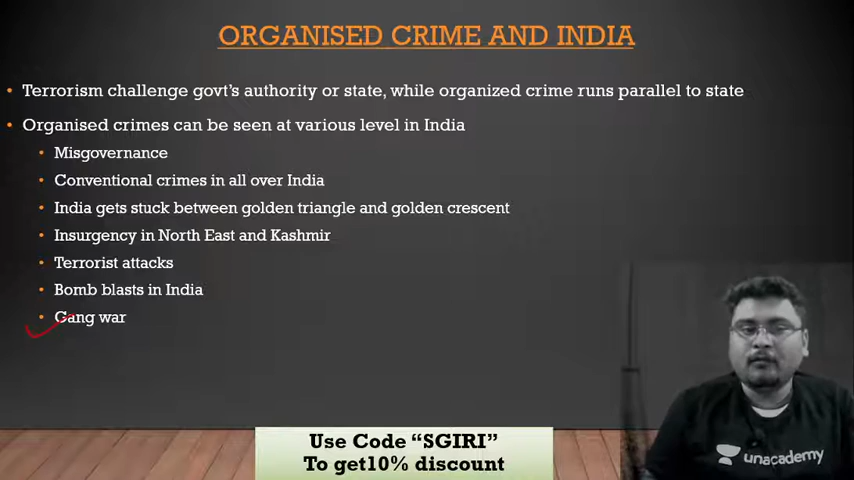 ORGANISED CRIME AND INDIA
• Terrorism challenge govt's authority or state, while organized crime runs parallel to state
• Organised crimes can be seen at various level in India
• Misgovernance
• Conventional crimes in all over India
• India gets stuck between golden triangle and golden crescent
• Insurgency in North East and Kashmir
• Terrorist attacks
• Bomb blasts in India
• Gang war
Use Code “SGIRI”
To get10% discount
unacademy